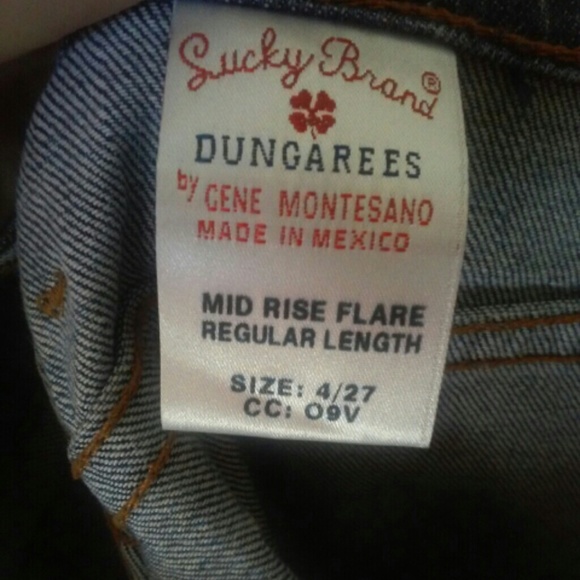 Lucky Brand®
DUNGAREES
by GENE MONTESANO
MADE IN MEXICO
MID RISE FLARE
REGULAR LENGTH
SIZE: 4/27
CC: O9V